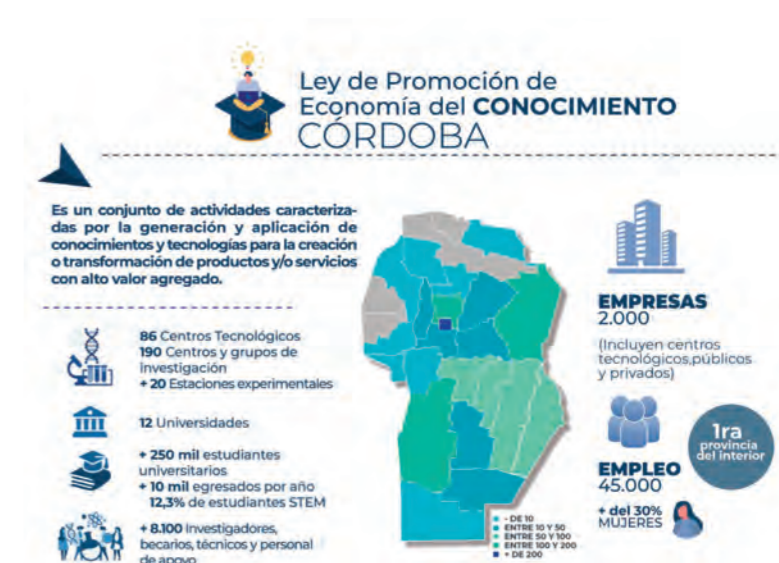 Ley de Promoción de
Economía del CONOCIMIENTO
CÓRDOBA
Es un conjunto de actividades caracteriza-
das por la generación y aplicación de
conocimientos y tecnologías para la creación
o transformación de productos y/o servicios
con alto valor agregado.
86 Centros Tecnológicos
190 Centros y grupos de
Investigación
+ 20 Estaciones experimentales
12 Universidades
+ 250 mil estudiantes
universitarios
+ 10 mil egresados por año
12,3% de estudiantes STEM
+ 8.100 Investigadores,
becarios, técnicos y personal
de apoyo
- DE 10
ENTRE 10 Y 50
ENTRE 50 Y 100
ENTRE 100 Y 200
+ DE 200
EMPRESAS
2.000
(Incluyen centros
tecnológicos,públicos
y privados)
EMPLEO
45.000
+ del 30%
MUJERES
1ra
provincia
del interior